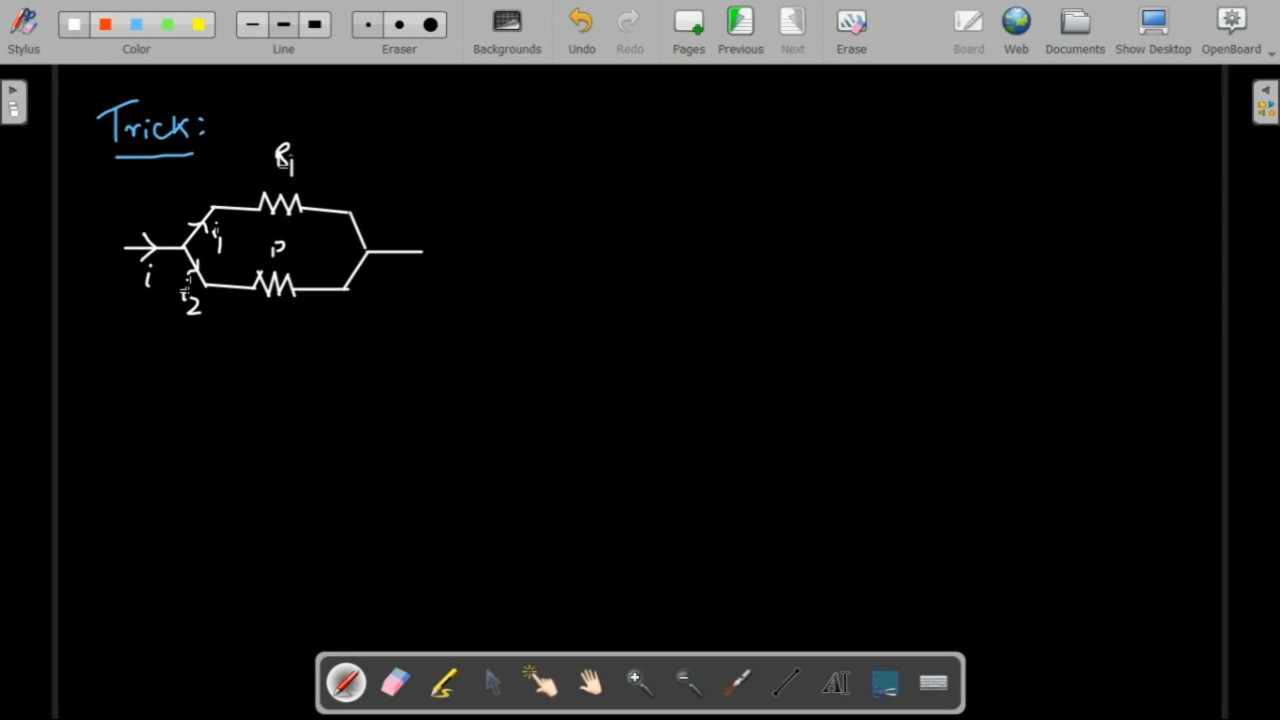 Stylus Color Line Eraser Backgrounds Undo Redo Pages Previous Next Erase Board Web Documents Show Desktop OpenBoard
Trick:
R1
i1
i
i2
AI